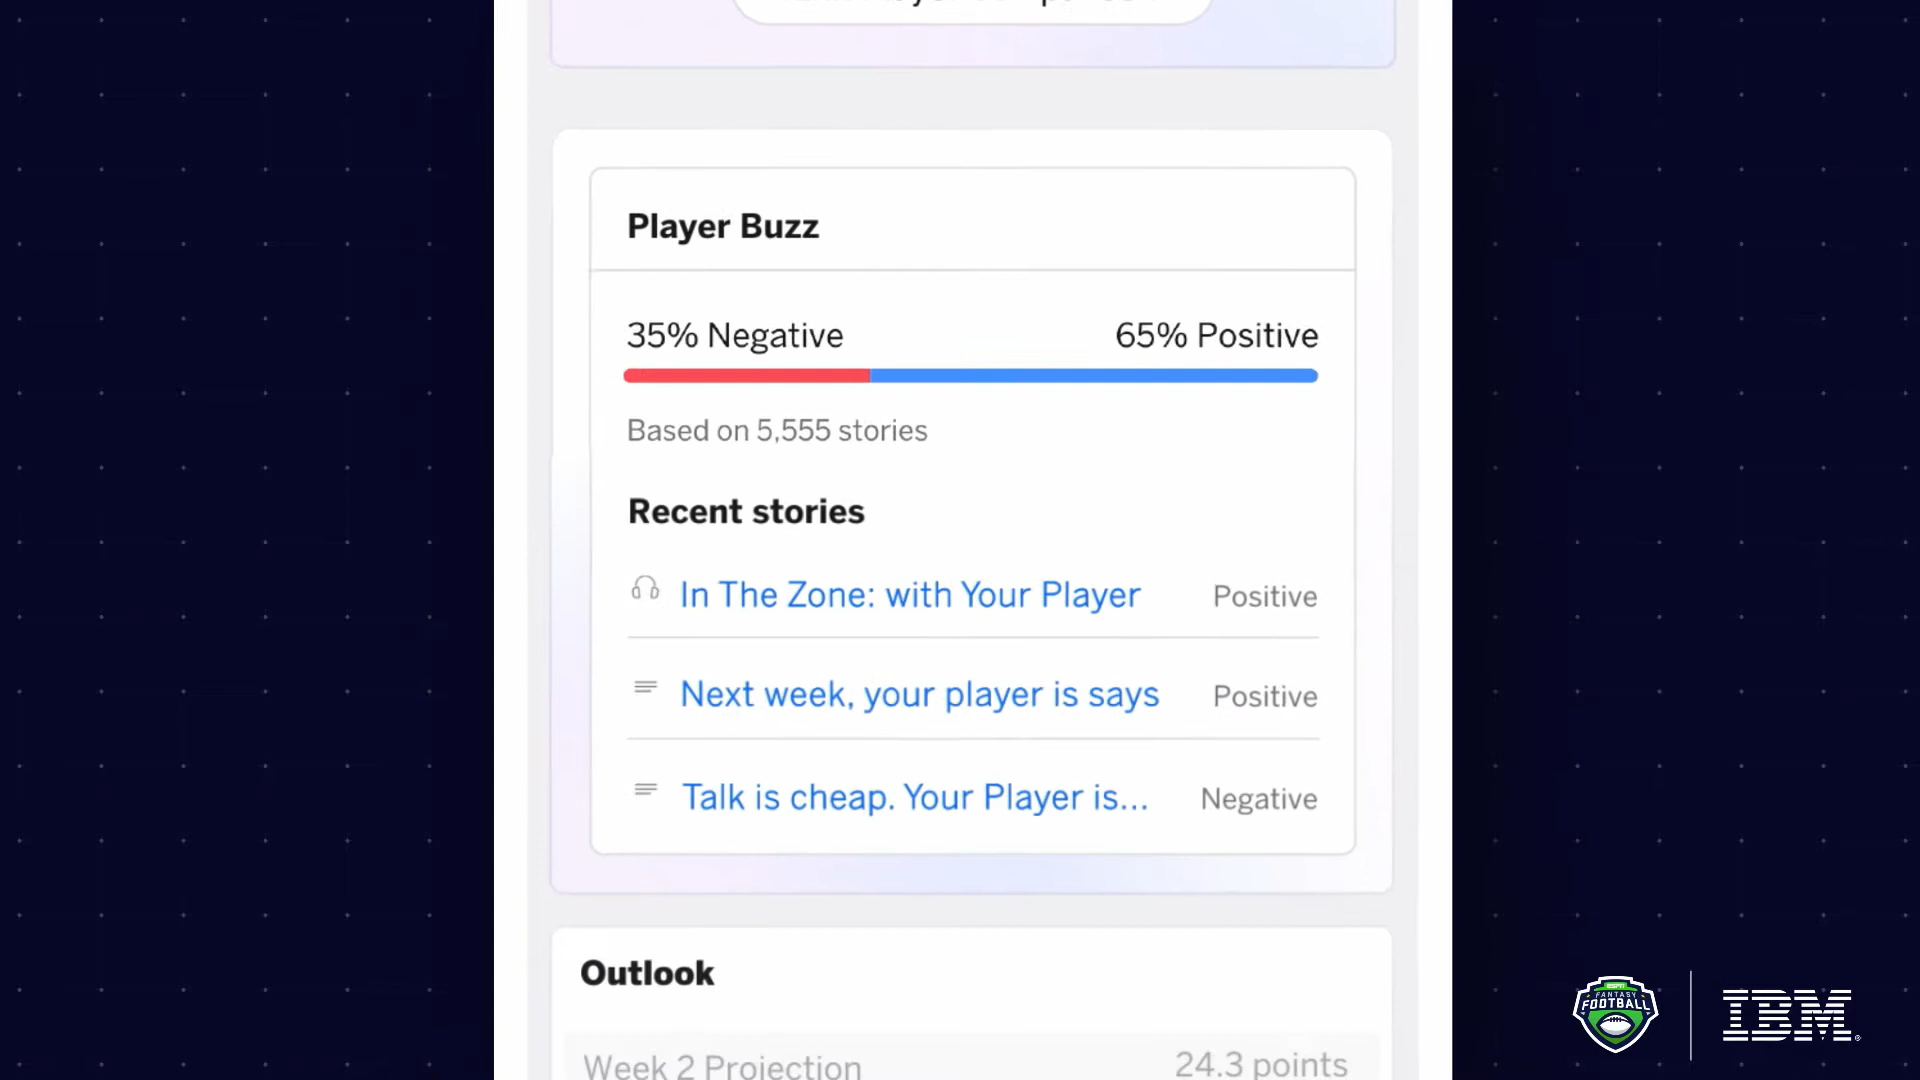 Player Buzz
35% Negative
65% Positive
Based on 5,555 stories
Recent stories
In The Zone: with Your Player
Positive
Next week, your player is says
Positive
Talk is cheap. Your Player is...
Negative
Outlook
Week 2 Projection
24.3 points
ESPN
FANTASY
FOOTBALL
IBM®